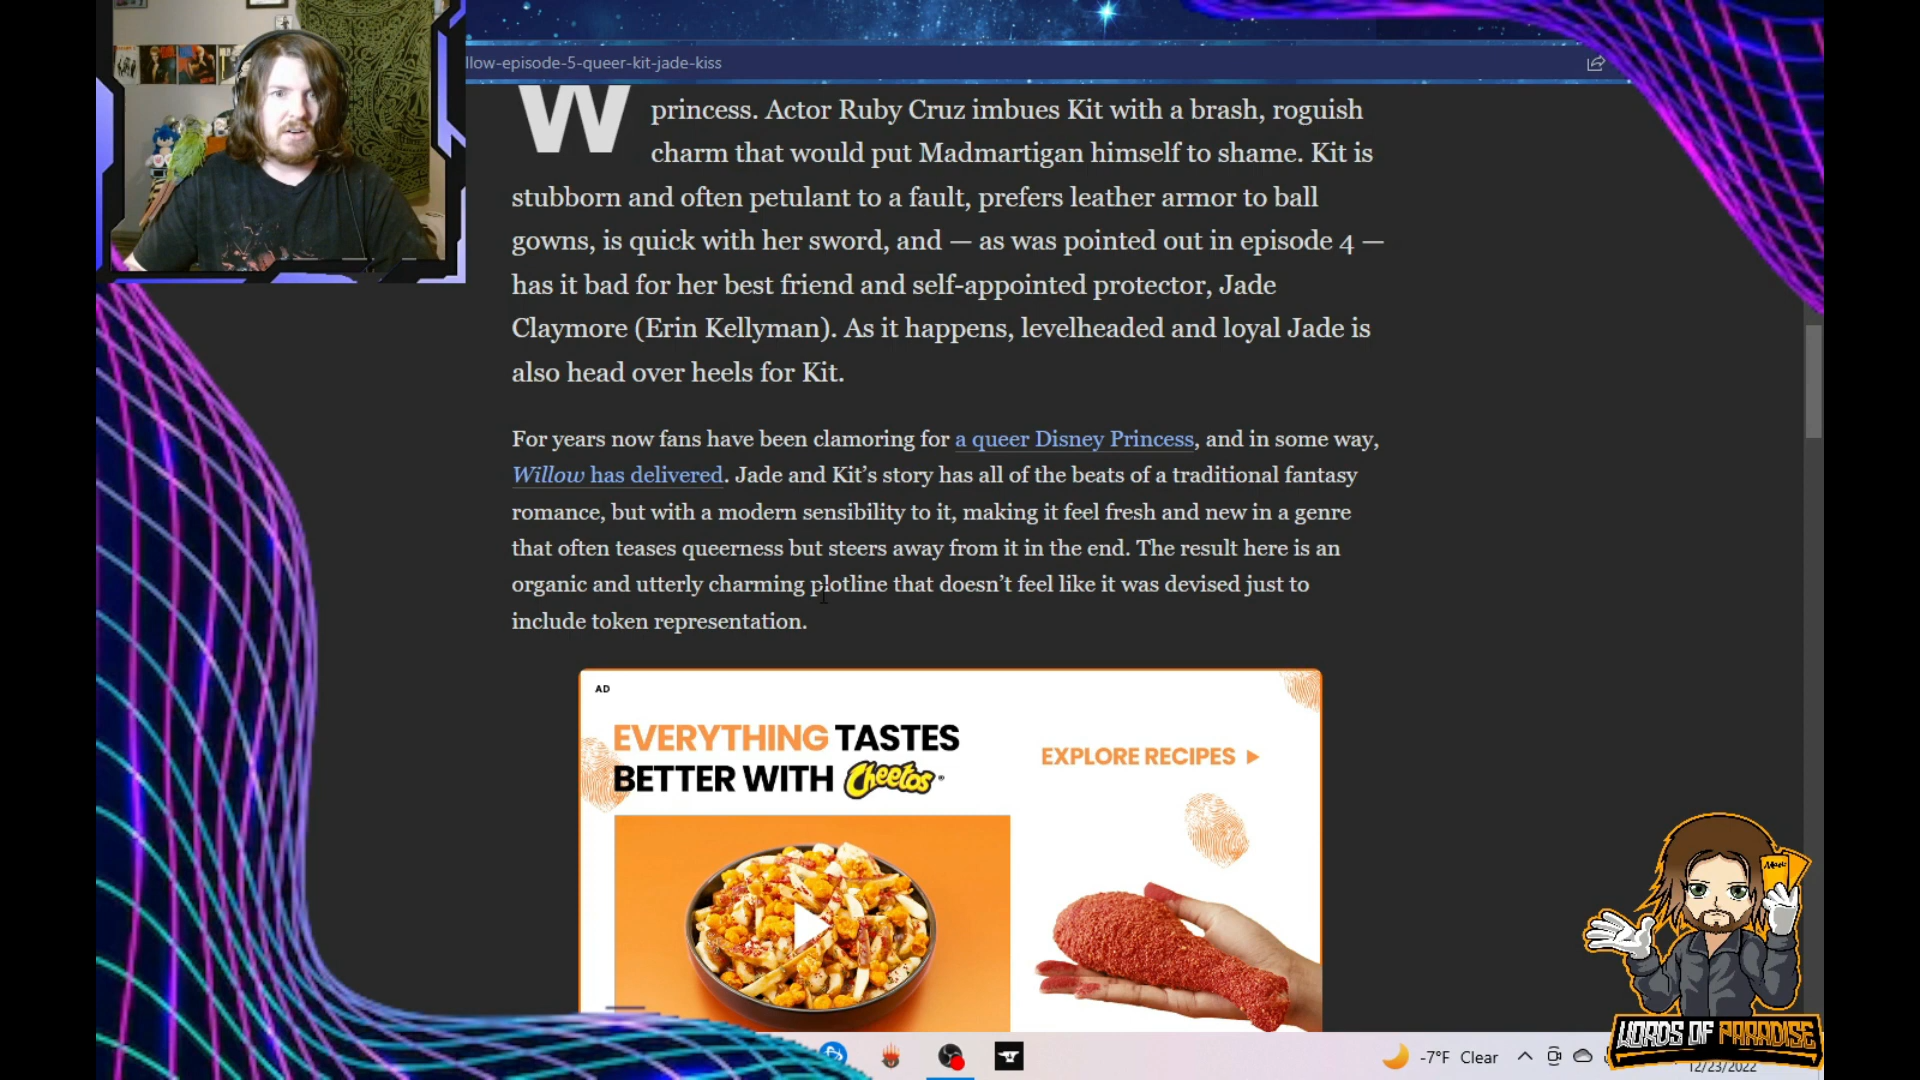 llow-episode-5-queer-kit-jade-kiss
W princess. Actor Ruby Cruz imbues Kit with a brash, roguish
charm that would put Madmartigan himself to shame. Kit is
stubborn and often petulant to a fault, prefers leather armor to ball
gowns, is quick with her sword, and — as was pointed out in episode 4 —
has it bad for her best friend and self-appointed protector, Jade
Claymore (Erin Kellyman). As it happens, levelheaded and loyal Jade is
also head over heels for Kit.
For years now fans have been clamoring for a queer Disney Princess, and in some way,
Willow has delivered. Jade and Kit’s story has all of the beats of a traditional fantasy
romance, but with a modern sensibility to it, making it feel fresh and new in a genre
that often teases queerness but steers away from it in the end. The result here is an
organic and utterly charming plotline that doesn’t feel like it was devised just to
include token representation.
AD
EVERYTHING TASTES
BETTER WITH Cheetos®
EXPLORE RECIPES
Magic
WORDS OF PARADISE
-7°F Clear
12/23/2022